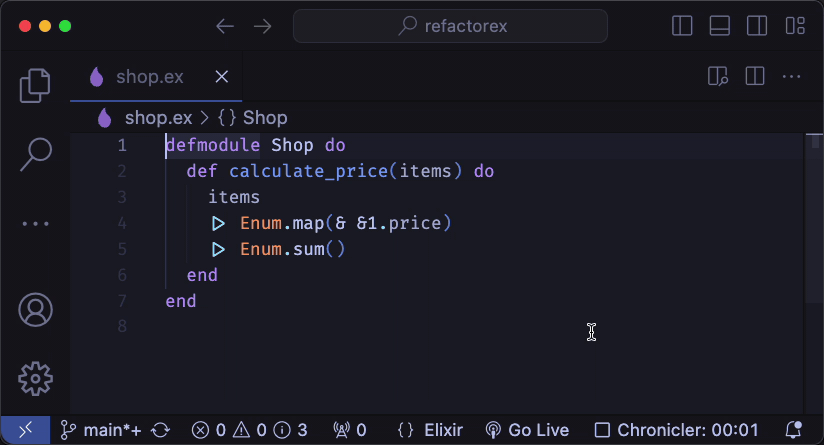 refactorex
shop.ex
shop.ex > {} Shop
1 defmodule Shop do
2 def calculate_price(items) do
3 items
4 |> Enum.map(& &1.price)
5 |> Enum.sum()
6 end
7 end
8
main*+ 0 0 3 0 {} Elixir Go Live Chronicler: 00:01